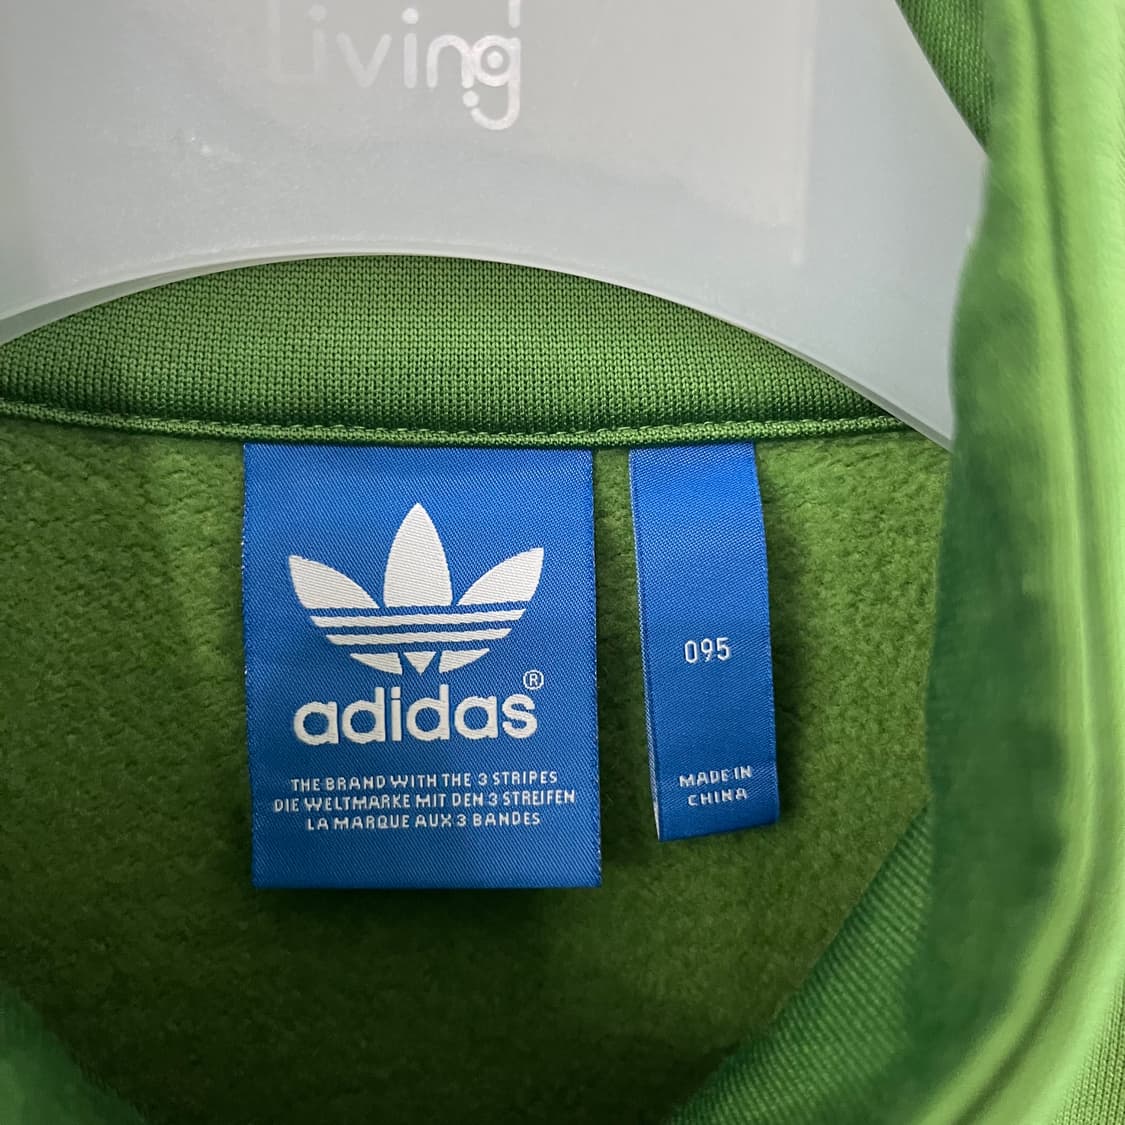 Living
adidas®
THE BRAND WITH THE 3 STRIPES
DIE WELTMARKE MIT DEN 3 STREIFEN
LA MARQUE AUX 3 BANDES
095
MADE IN
CHINA